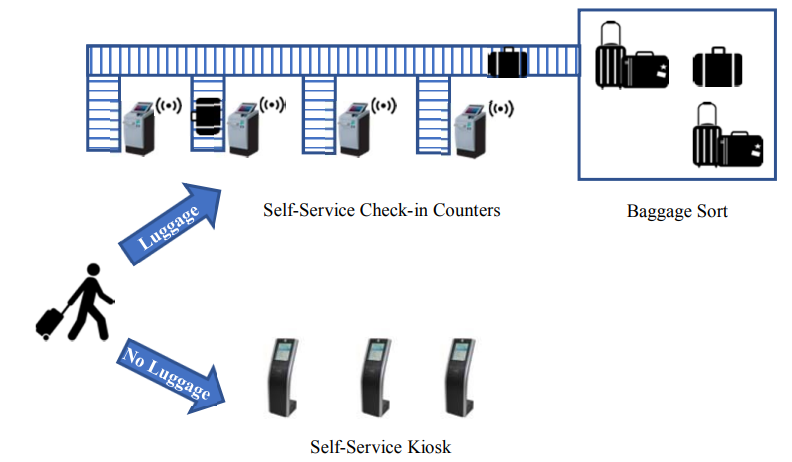 Self-Service Check-in Counters
Baggage Sort
Luggage
No Luggage
Self-Service Kiosk